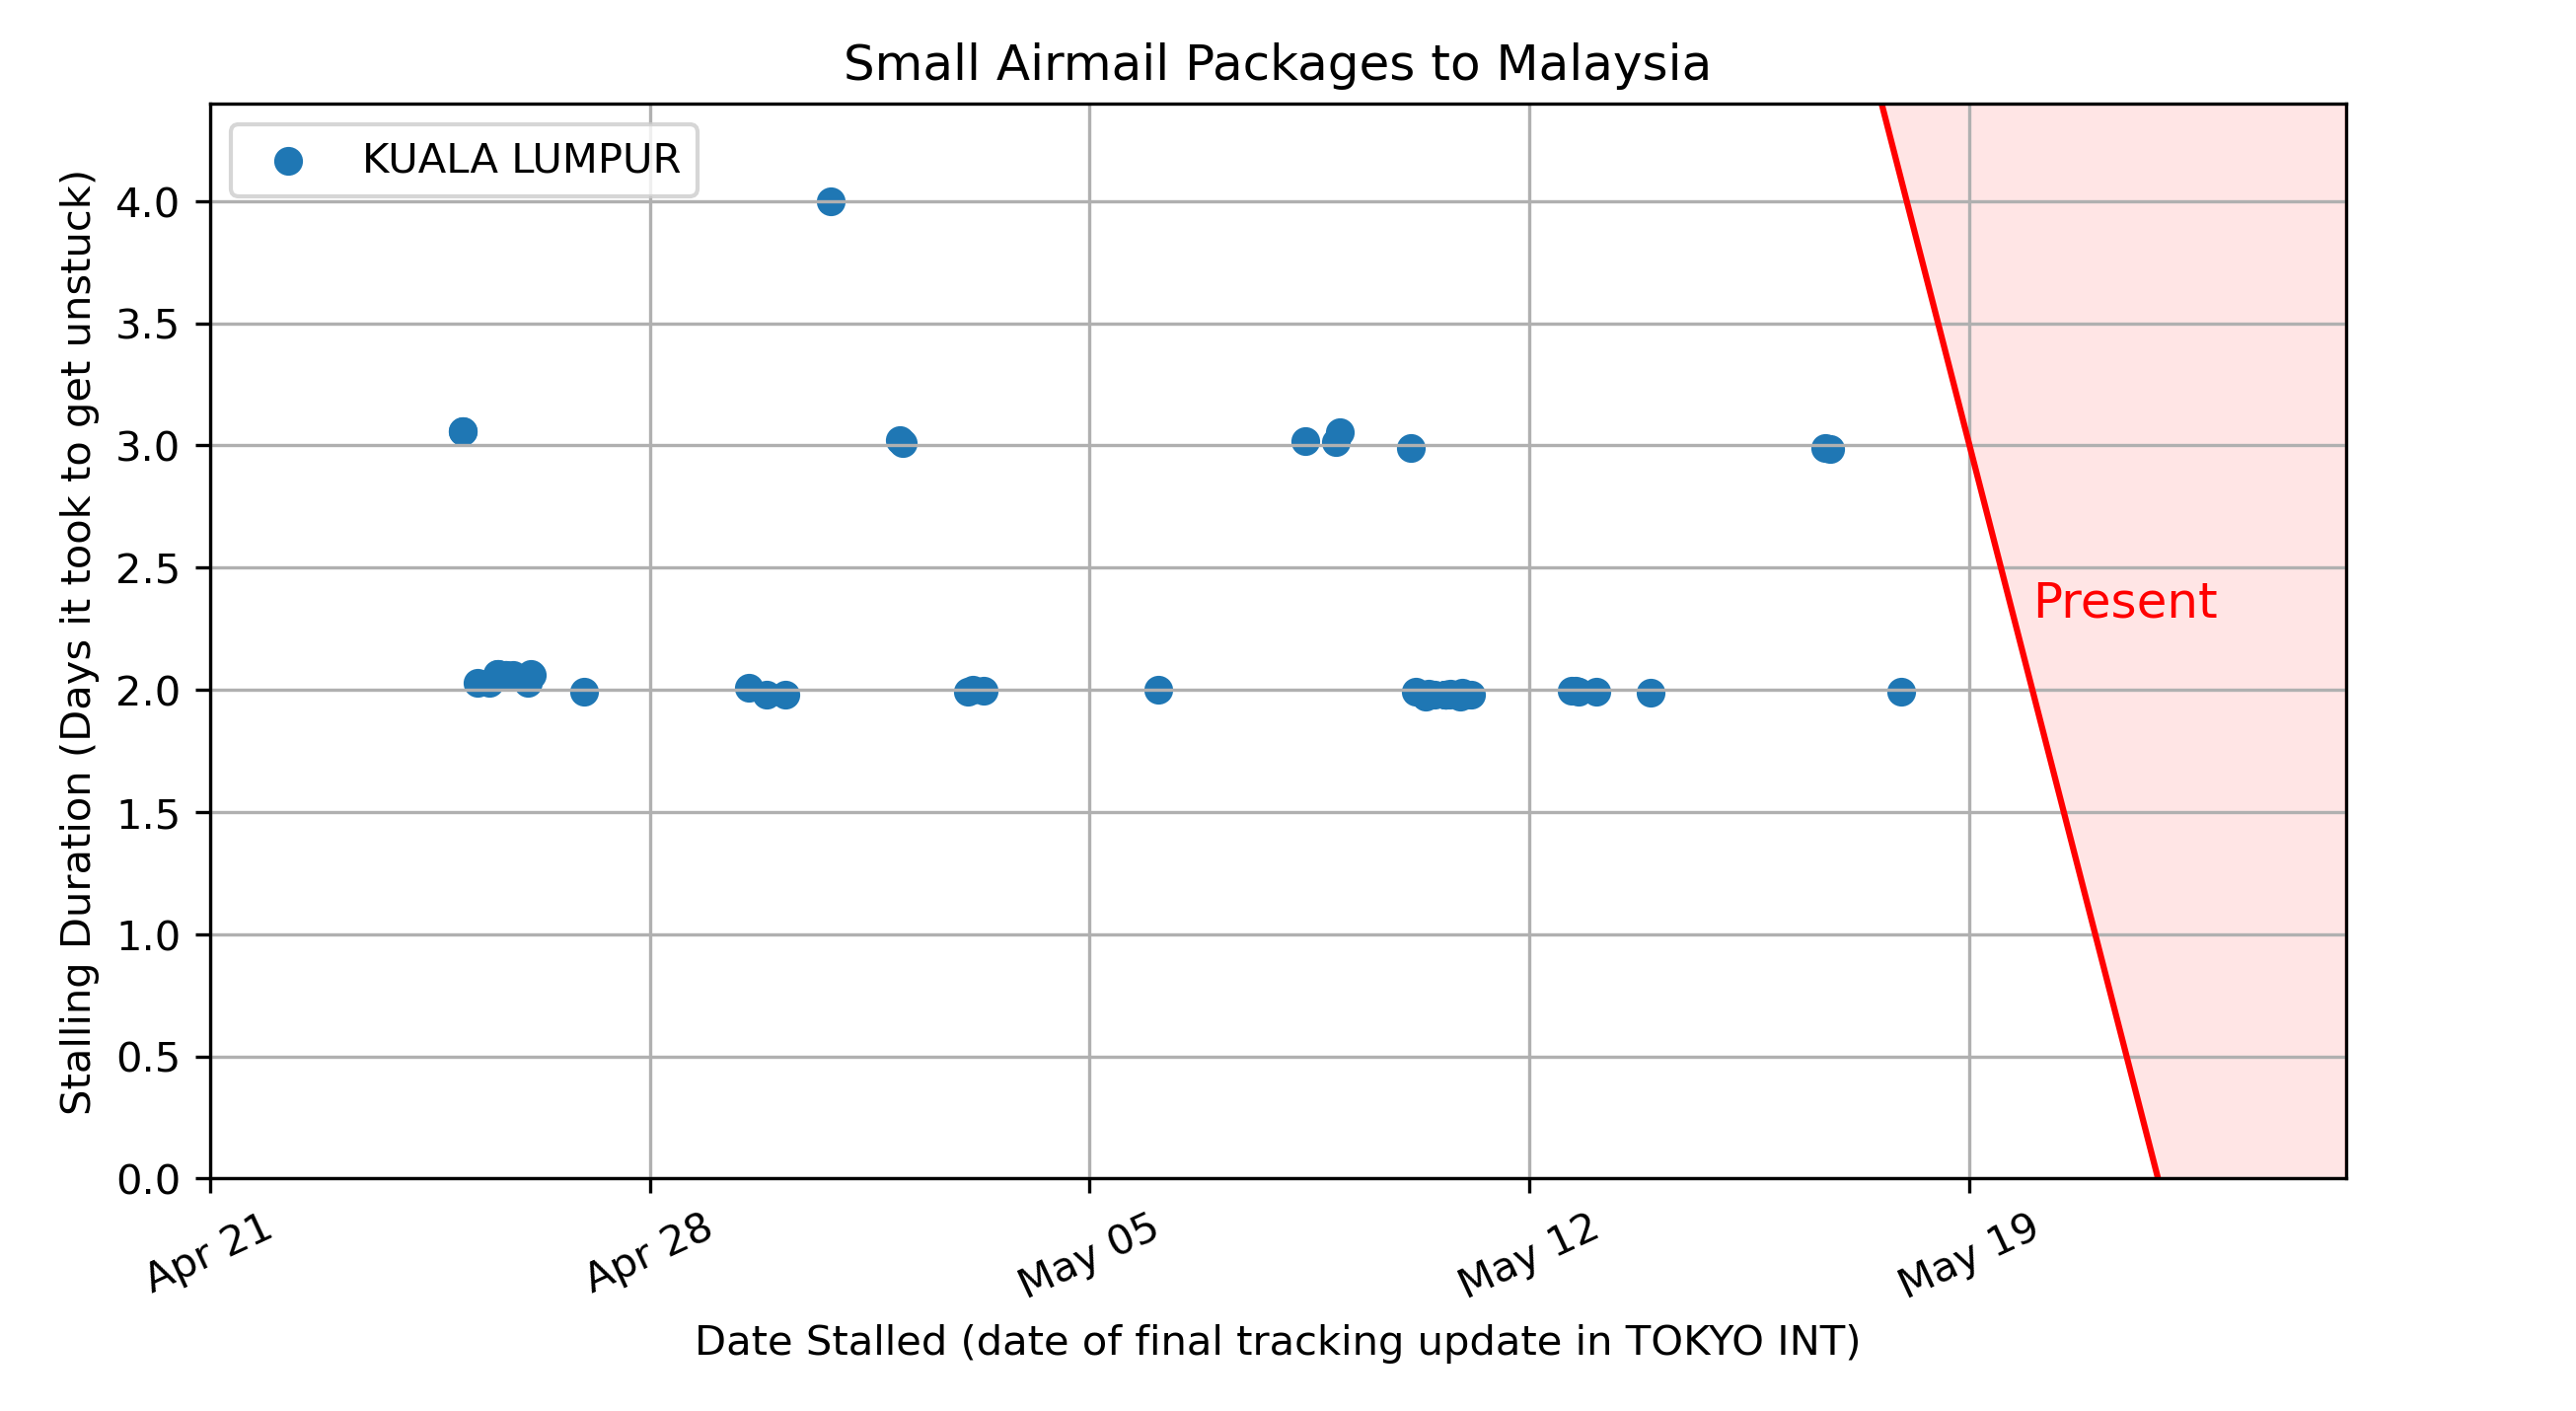 Small Airmail Packages to Malaysia
KUALA LUMPUR
Stalling Duration (Days it took to get unstuck)
4.0
3.5
3.0
2.5
2.0
1.5
1.0
0.5
0.0
Present
Apr 21
Apr 28
May 05
May 12
May 19
Date Stalled (date of final tracking update in TOKYO INT)